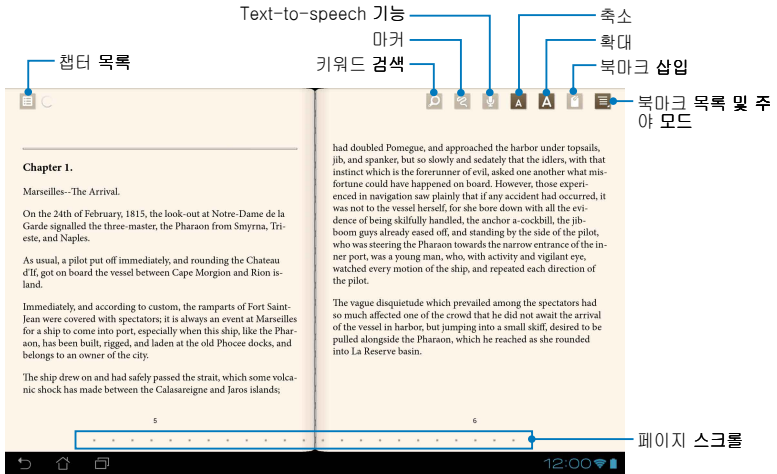 Text-to-speech 기능
축소
마커
확대
챕터 목록
키워드 검색
북마크 삽입
북마크 목록 및 주
야 모드
A
A
Chapter 1.
Marseilles--The Arrival.
On the 24th of February, 1815, the look-out at Notre-Dame de la
Garde signalled the three-master, the Pharaon from Smyrna, Tri-
este, and Naples.
As usual, a pilot put off immediately, and rounding the Chateau
d'If, got on board the vessel between Cape Morgion and Rion is-
land.
Immediately, and according to custom, the ramparts of Fort Saint-
Jean were covered with spectators; it is always an event at Marseilles
for a ship to come into port, especially when this ship, like the Phar-
aon, has been built, rigged, and laden at the old Phocee docks, and
belongs to an owner of the city.
The ship drew on and had safely passed the strait, which some volca-
nic shock has made between the Calasareigne and Jaros islands;
5
had doubled Pomegue, and approached the harbor under topsails,
jib, and spanker, but so slowly and sedately that the idlers, with that
instinct which is the forerunner of evil, asked one another what mis-
fortune could have happened on board. However, those experi-
enced in navigation saw plainly that if any accident had occurred, it
was not to the vessel herself, for she bore down with all the evi-
dence of being skilfully handled, the anchor a-cockbill, the jib-
boom guys already eased off, and standing by the side of the pilot,
who was steering the Pharaon towards the narrow entrance of the in-
ner port, was a young man, who, with activity and vigilant eye,
watched every motion of the ship, and repeated each direction of
the pilot.
The vague disquietude which prevailed among the spectators had
so much affected one of the crowd that he did not await the arrival
of the vessel in harbor, but jumping into a small skiff, desired to be
pulled alongside the Pharaon, which he reached as she rounded
into La Reserve basin.
6
페이지 스크롤
12:00